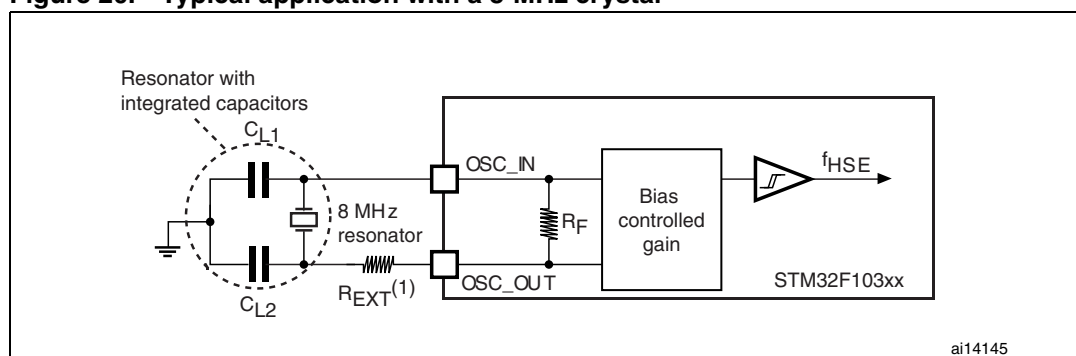 Figure 20. Typical application with a 8-MHz crystal
Resonator with
integrated capacitors
CL1
OSC_IN
fHSE
8 MHz
resonator
RF
Bias
controlled
gain
OSC_OUT
STM32F103xx
REXT(1)
CL2
ai14145